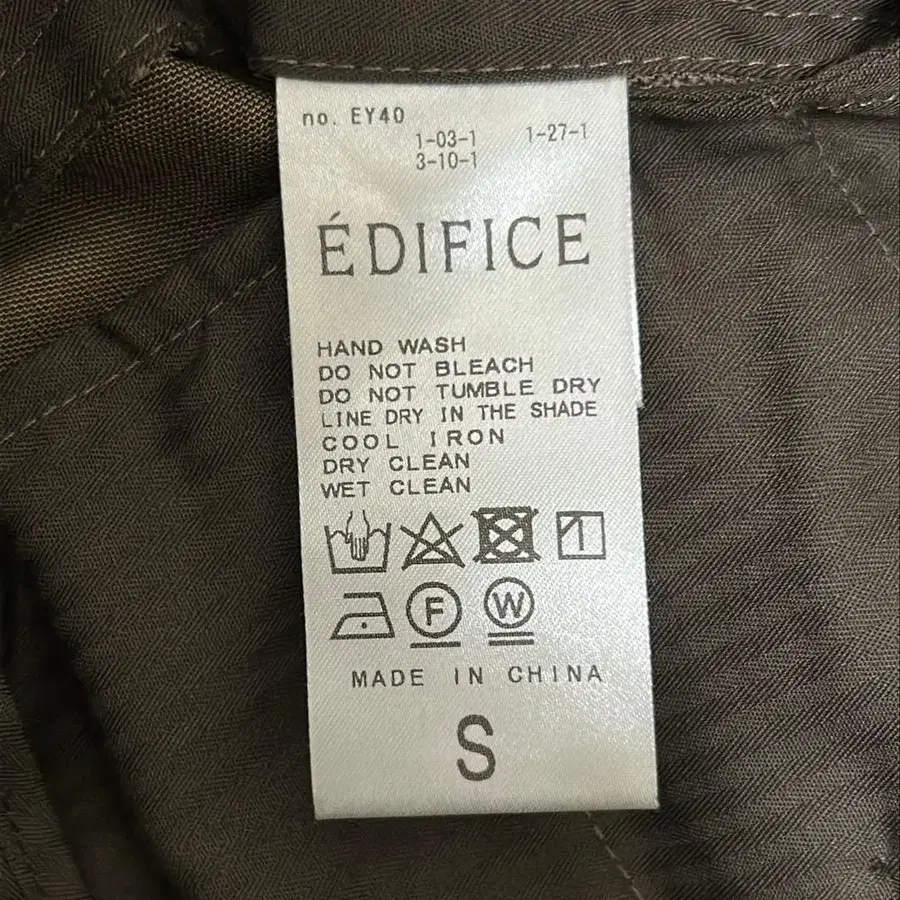 no. EY40
1-03-1 1-27-1
3-10-1
ÉDIFICE
HAND WASH
DO NOT BLEACH
DO NOT TUMBLE DRY
LINE DRY IN THE SHADE
COOL IRON
DRY CLEAN
WET CLEAN
F W
MADE IN CHINA
S